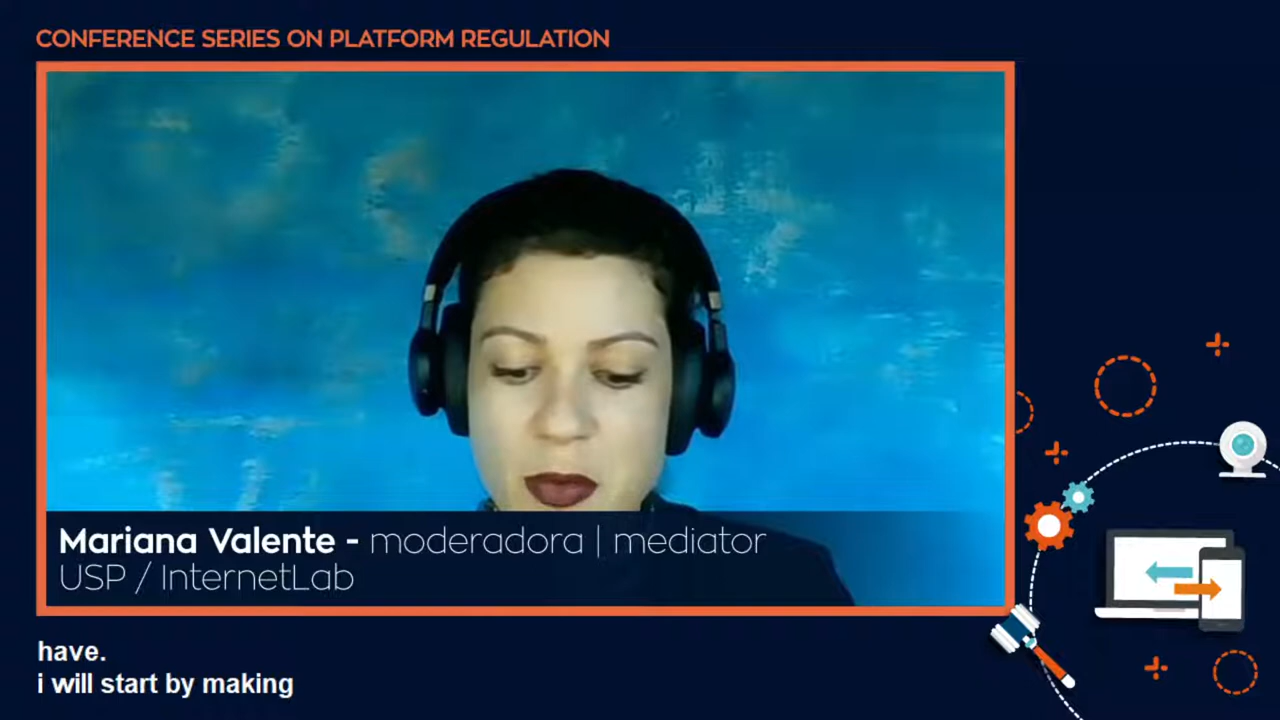 CONFERENCE SERIES ON PLATFORM REGULATION
Mariana Valente - moderadora | mediator
USP / InternetLab
have.
i will start by making